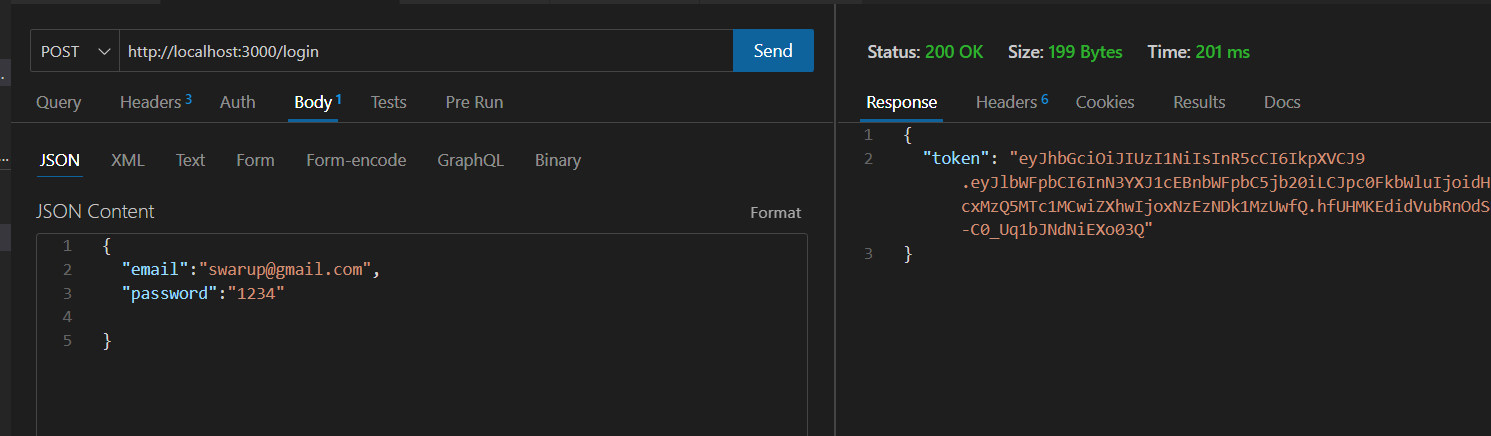 POST http://localhost:3000/login Send
Query Headers 3 Auth Body 1 Tests Pre Run
JSON XML Text Form Form-encode GraphQL Binary
JSON Content Format
1 {
2 "email":"swarup@gmail.com",
3 "password":"1234"
4
5 }
Status: 200 OK Size: 199 Bytes Time: 201 ms
Response Headers 6 Cookies Results Docs
1 {
2 "token": "eyJhbGciOiJIUzI1NiIsInR5cCI6IkpXVCJ9
.eyJlbWFpbCI6InN3YXJ1cEBnbWFpbC5jb20iLCJpc0FkbWluIjoidH
cxMzQ5MTc1MCwiZXhwIjoxNzEzNDk1MzUwfQ.hfUHMKEdidVubRnOdS
-C0_Uq1bJNdNiEXo03Q"
3 }